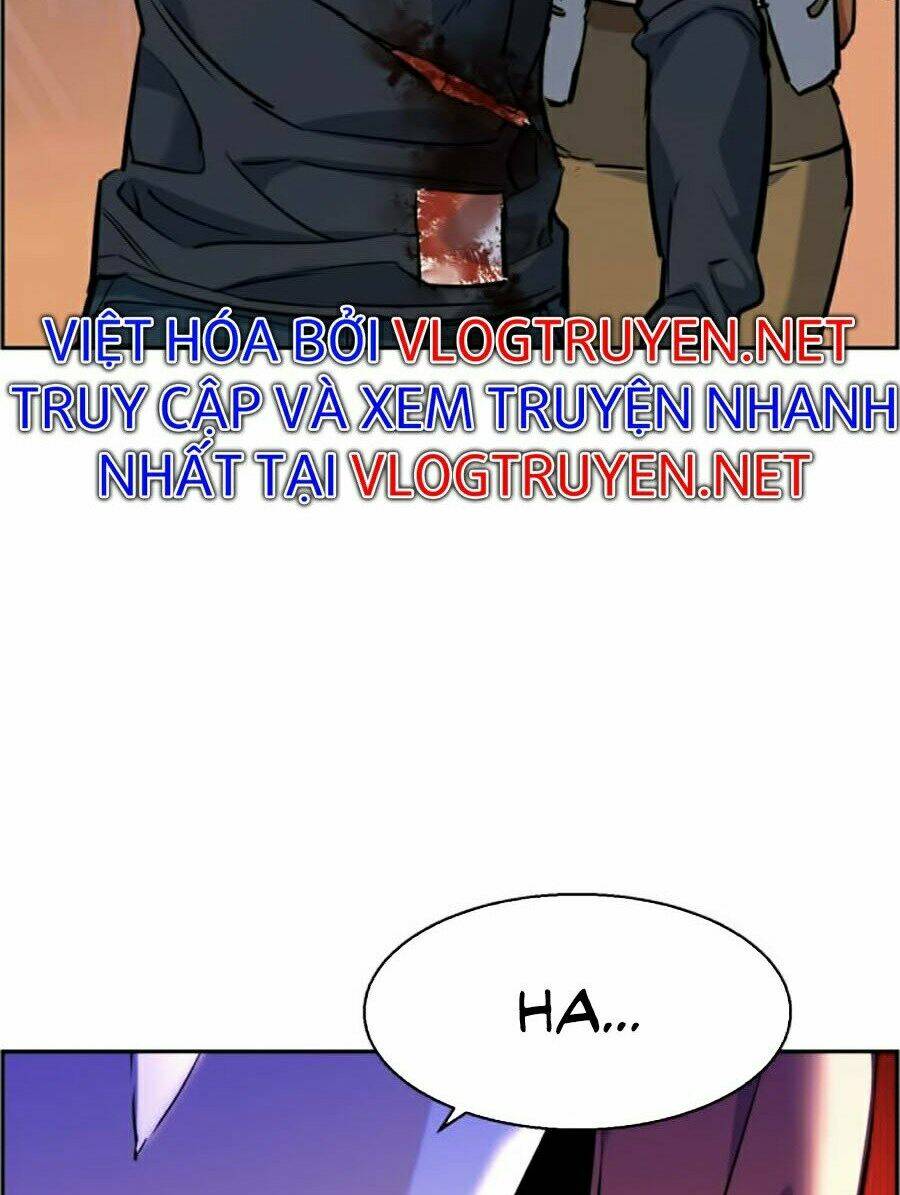 VIỆT HÓA BỞI VLOGTRUYEN.NET
TRUY CẬP VÀ XEM TRUYỆN NHANH
NHẤT TẠI VLOGTRUYEN.NET
HA...